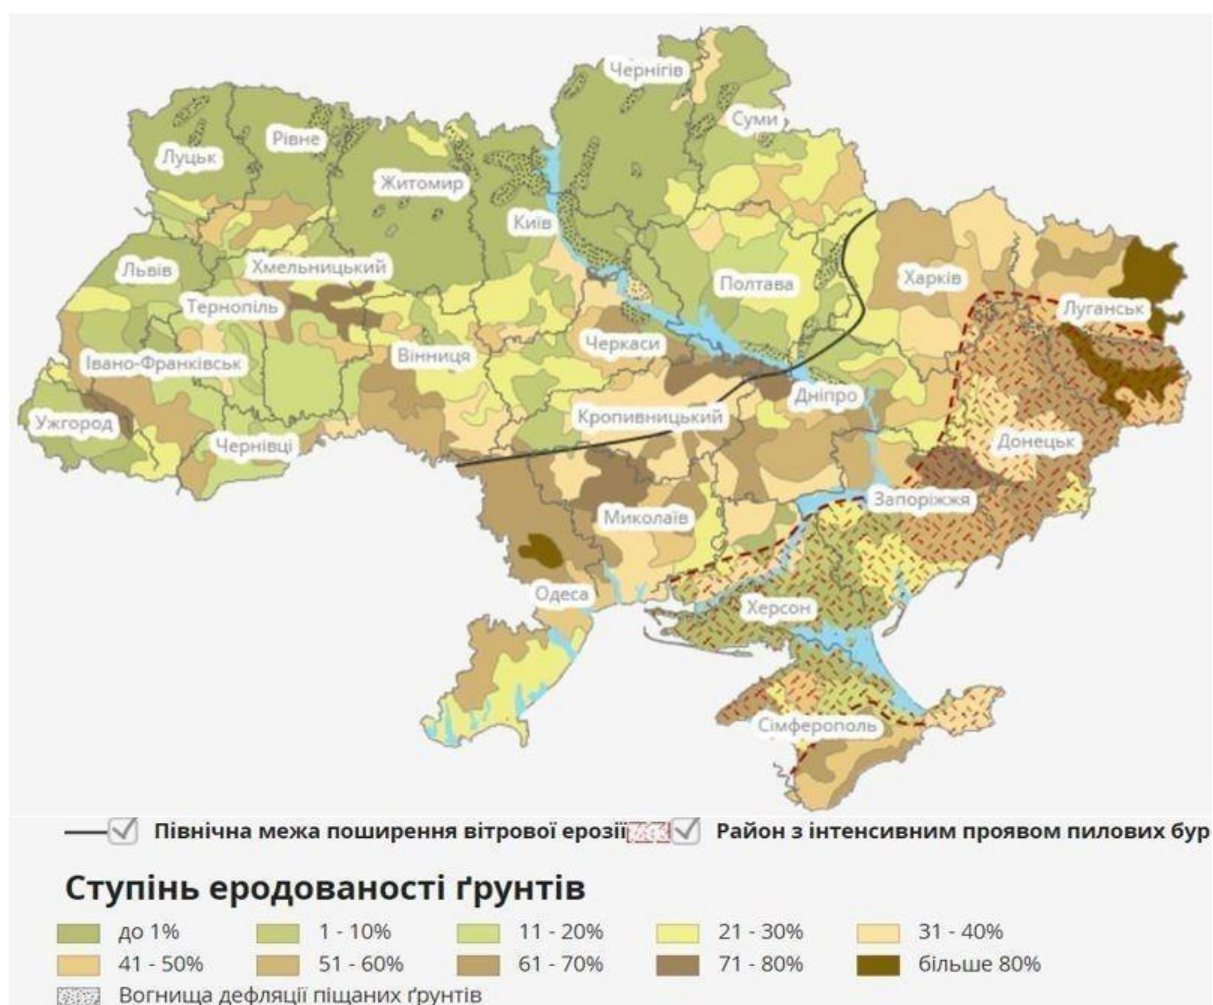 Чернігів
Суми
Рівне
Луцьк
Житомир
Київ
Львів
Хмельницький
Харків
Полтава
Тернопіль
Луганськ
Черкаси
Вінниця
Івано-Франківськ
Дніпро
Кропивницький
Ужгород
Чернівці
Донецьк
Запоріжжя
Миколаїв
Одеса
Херсон
Сімферополь
Північна межа поширення вітрової ерозії
Район з інтенсивним проявом пилових бур
Ступінь еродованості ґрунтів
до 1% 1 - 10% 11 - 20% 21 - 30% 31 - 40%
41 - 50% 51 - 60% 61 - 70% 71 - 80% більше 80%
Вогнища дефляції піщаних ґрунтів